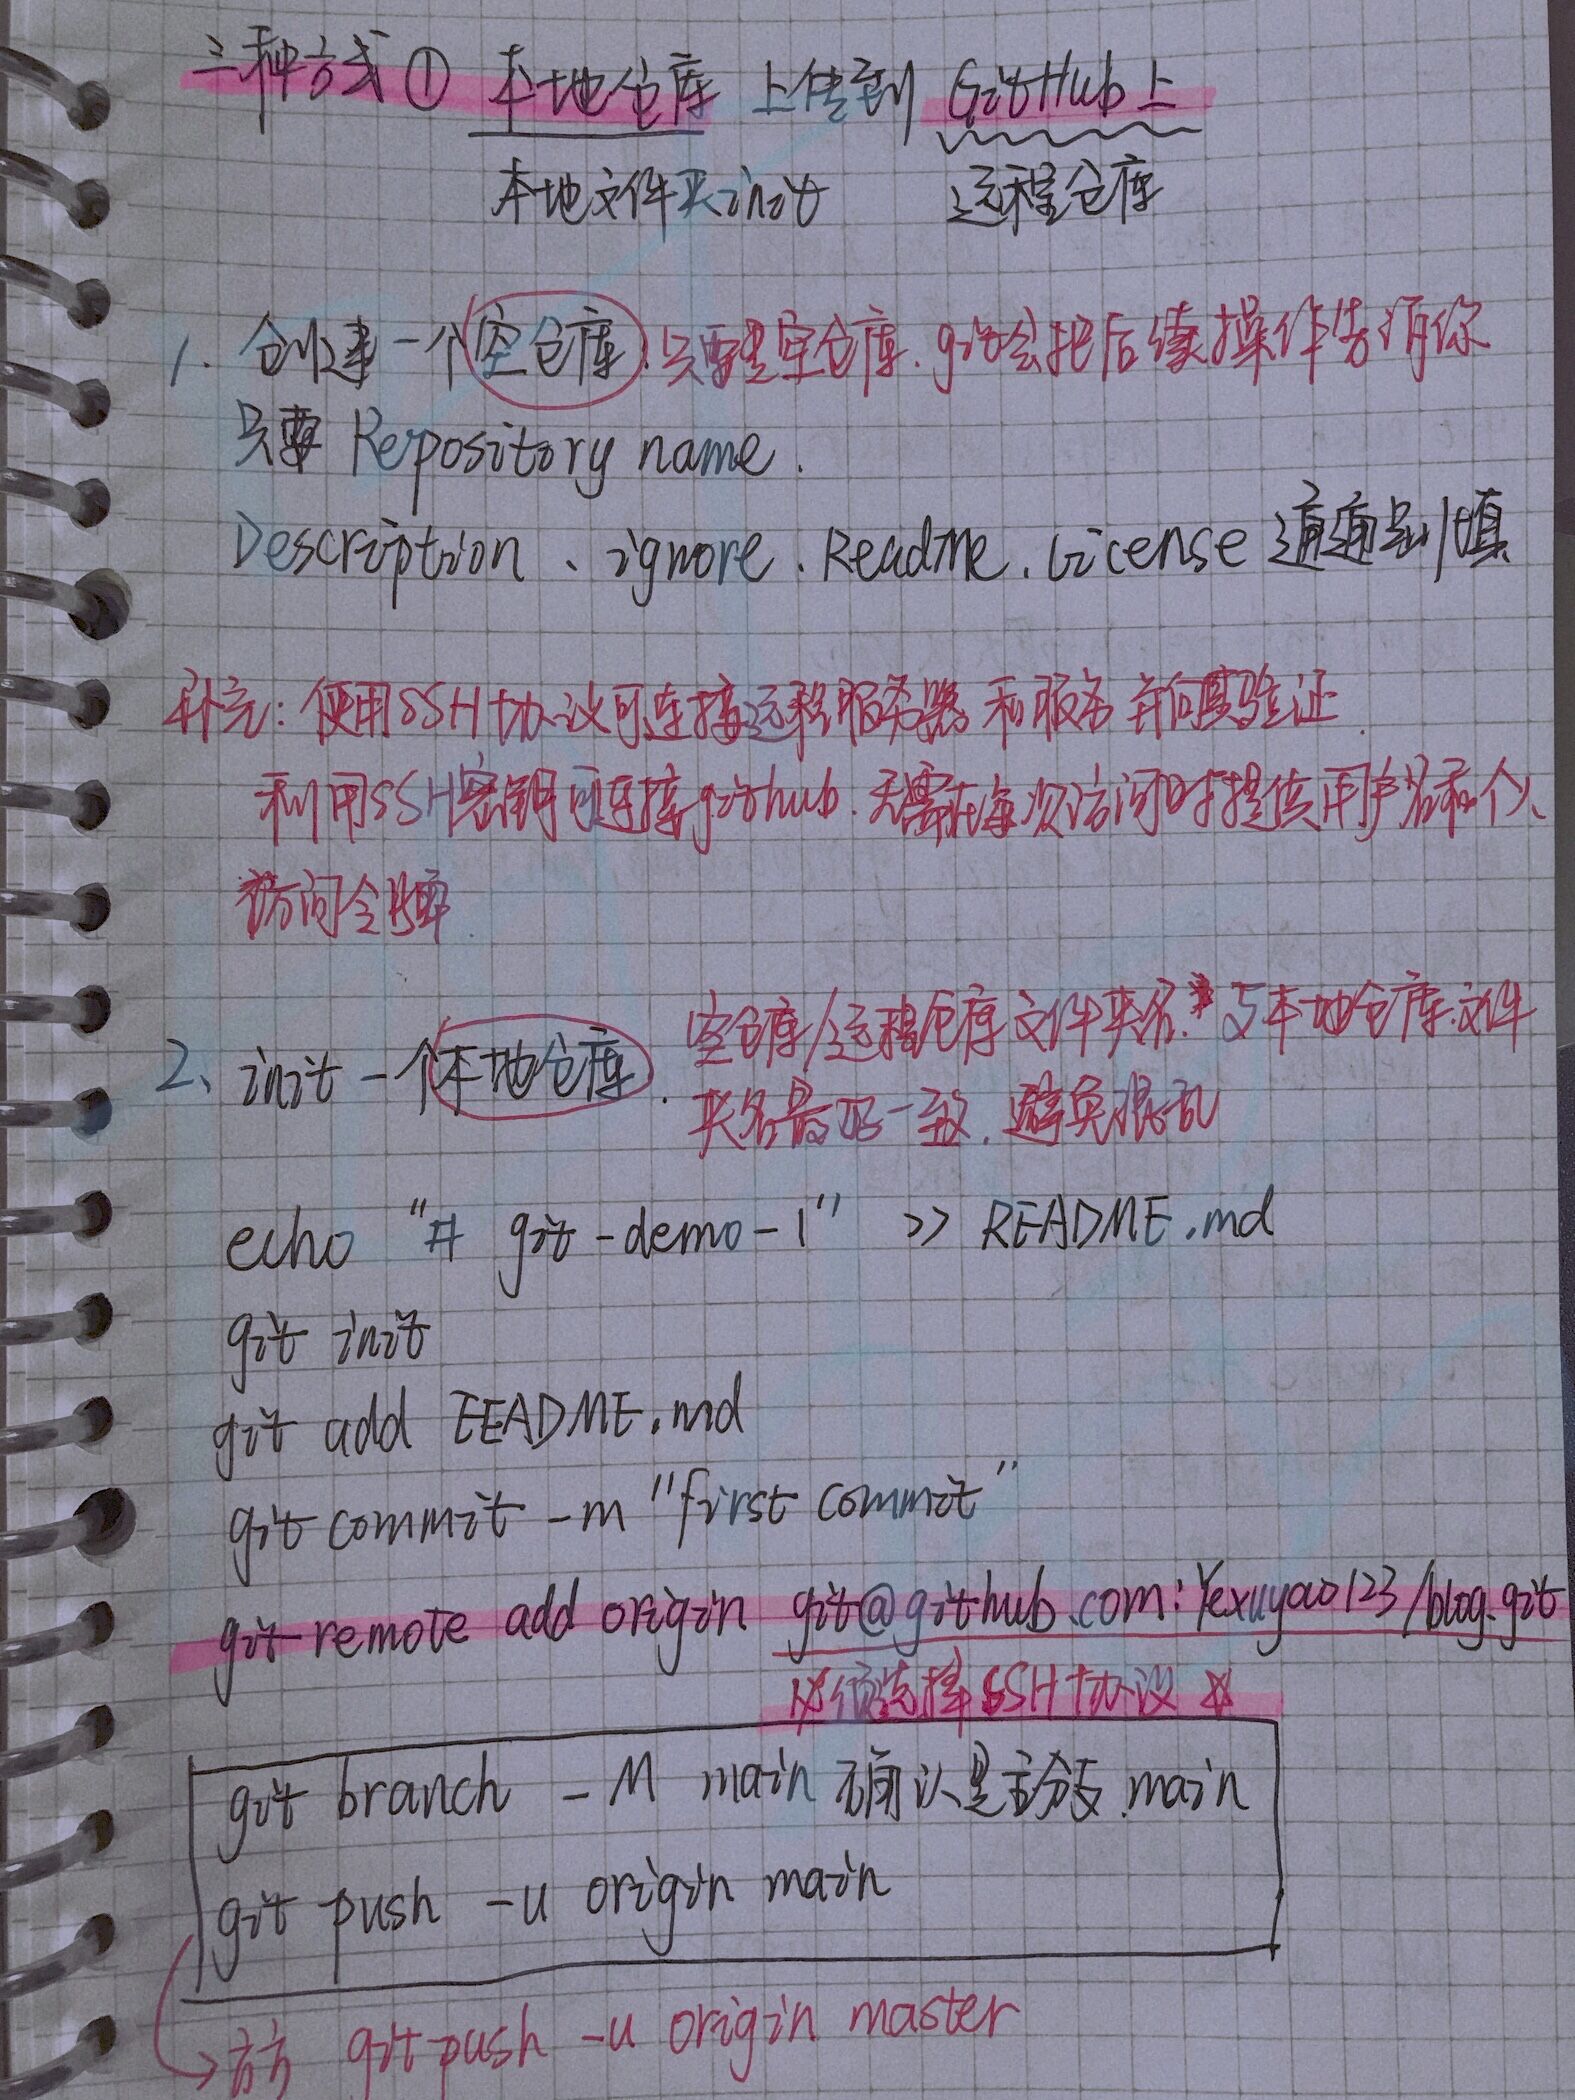 三种方式① 本地仓库 上传到 GitHub上
本地文件夹init 远程仓库
1. 创建一个空仓库. 只要是空仓库. git会把后续操作告诉你
只要 Repository name.
Description、ignore. ReadMe. License 通通别填
补充: 使用SSH协议可连接远程服务器 和服务 并向其验证.
利用SSH密钥可连接github. 无需在每次访问时提供用户名和个人
访问令牌.
2、init 一个本地仓库. 空仓库/远程仓库文件夹名. 与本地仓库文件
夹名最好一致. 避免混乱
echo "# git-demo-1" >> README.md
git init
git add EEADME.md
git commit -m "first commit"
git remote add origin git@github.com:Yexuyao123/blog.git
必须选择SSH协议
git branch -M main 确认是主分支.main
git push -u origin main
git push -u origin master